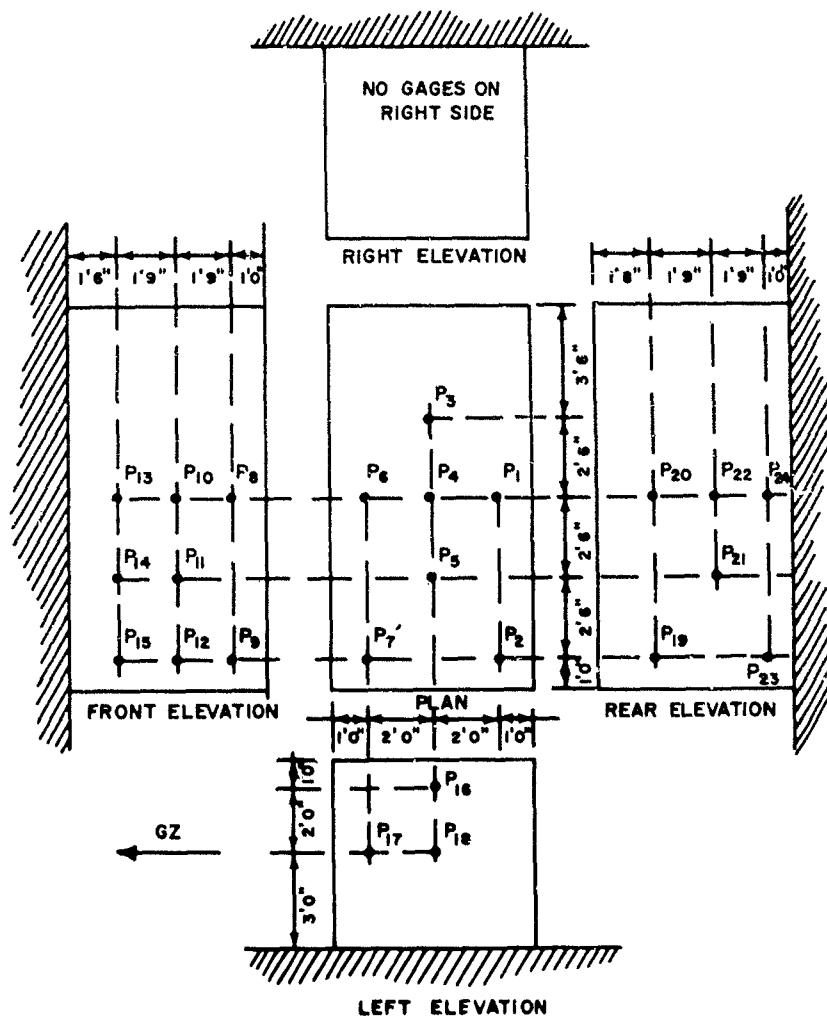 NO GAGES ON
RIGHT SIDE
RIGHT ELEVATION
1'6" 1'9" 1'9" 1'0"
1'8" 1'9" 1'9" 1'0"
3'6"
P3
2'6"
P13 P10 P8 P6 P4 P1 P20 P22 P24
2'6"
P14 P11 P5 P21
2'6"
P15 P12 P9 P7' P2 P19 P23
1'0"
FRONT ELEVATION PLAN REAR ELEVATION
1'0" 2'0" 2'0" 1'0"
1'0"
P16
2'0"
GZ P17 P18
3'0"
LEFT ELEVATION